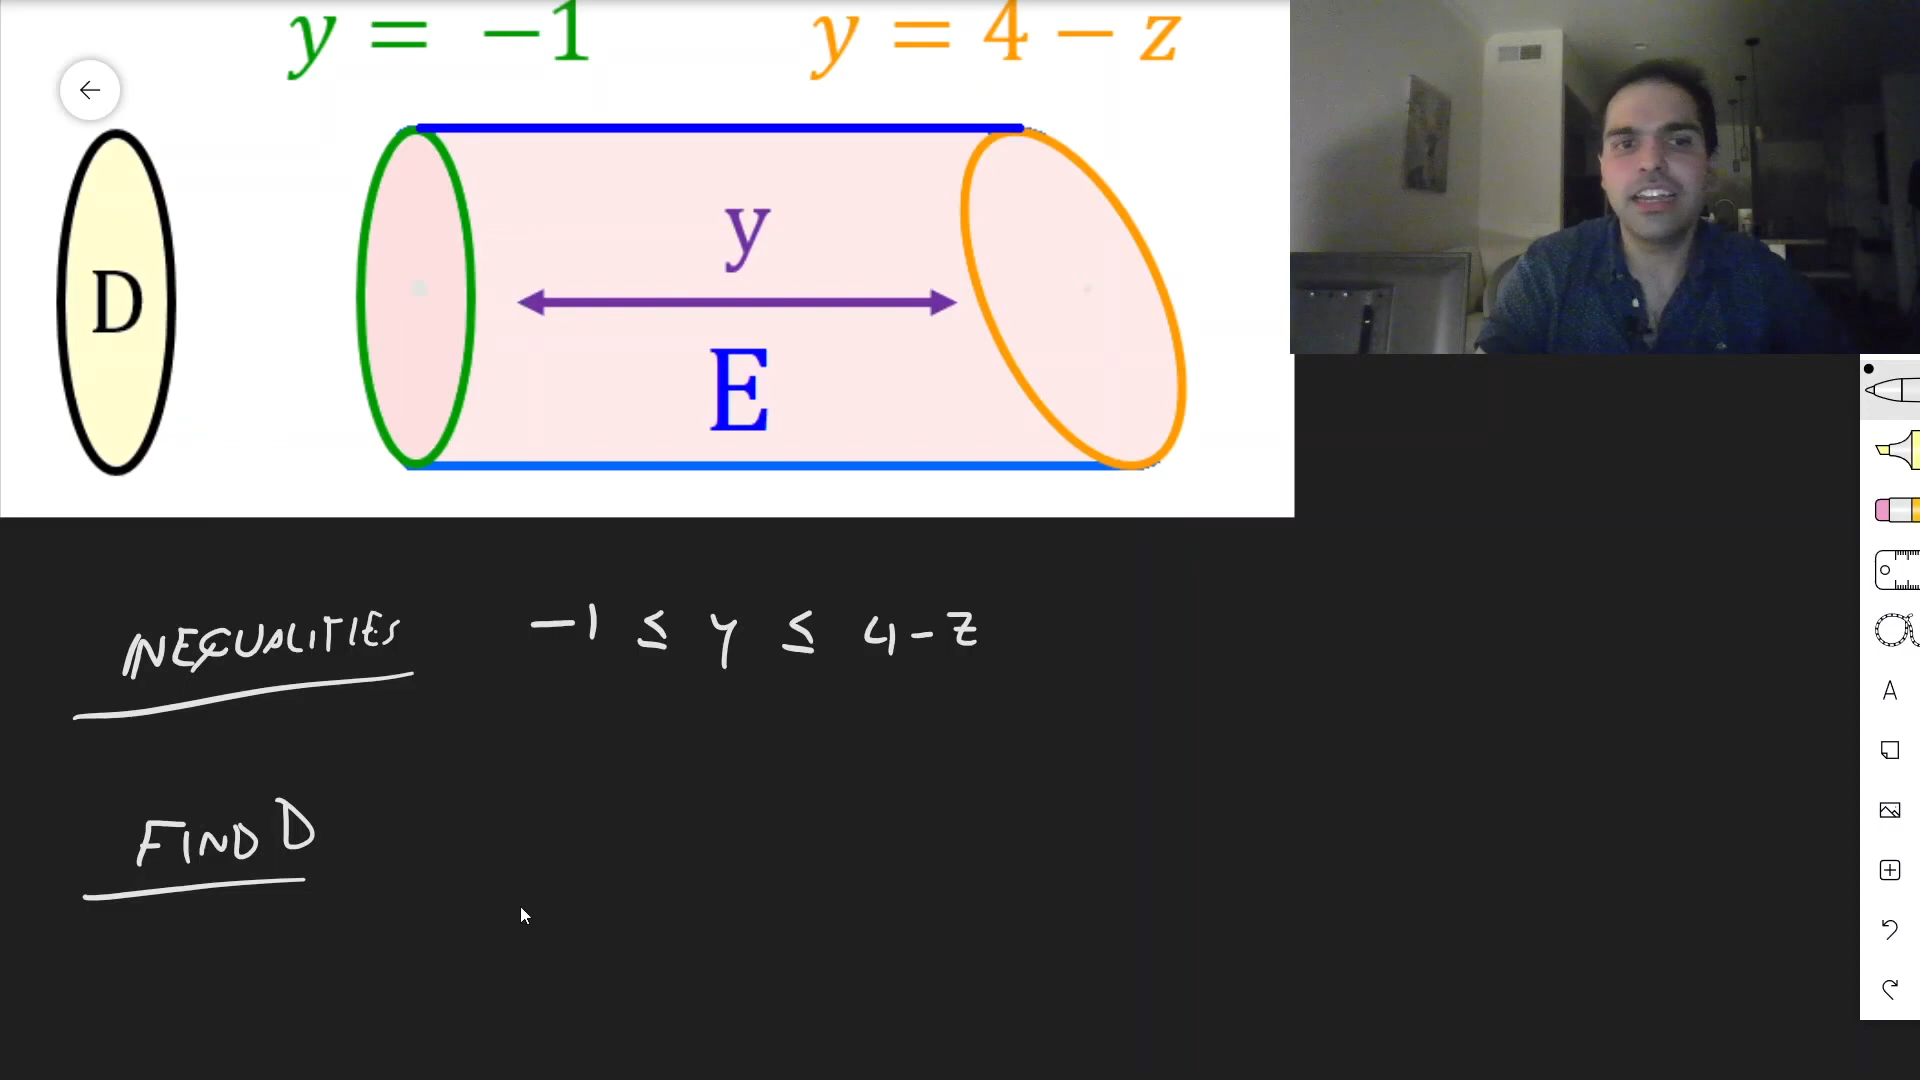 y = −1 y = 4 − z
D
y
E
INEQUALITIES −1 ≤ y ≤ 4−z
FIND D
A